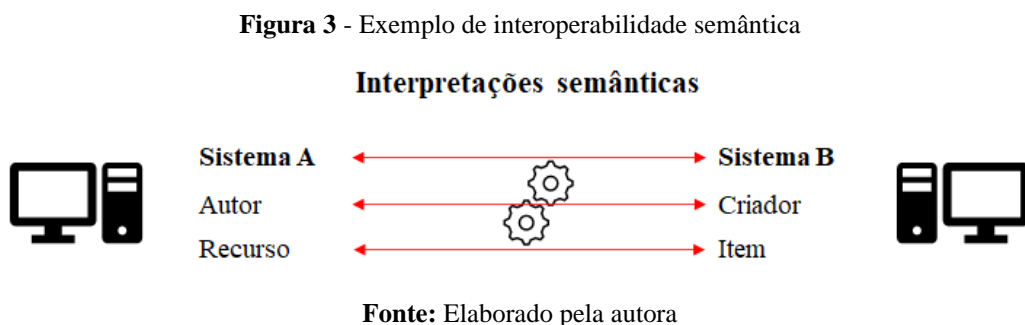 Figura 3 - Exemplo de interoperabilidade semântica
Interpretações semânticas
Sistema A Sistema B
Autor Criador
Recurso Item
Fonte: Elaborado pela autora